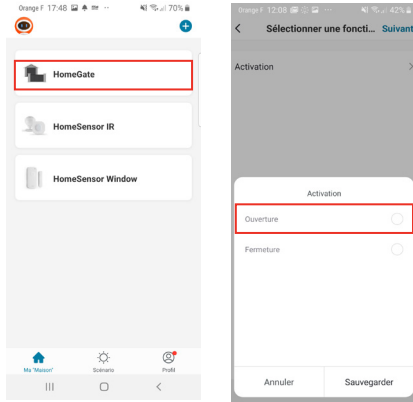 Orange F 17:48 70%
HomeGate
HomeSensor IR
HomeSensor Window
Ma "Maison" Scénario Profil
Orange F 12:08 42%
Sélectionner une foncti... Suivant
Activation
Activation
Ouverture
Fermeture
Annuler Sauvegarder